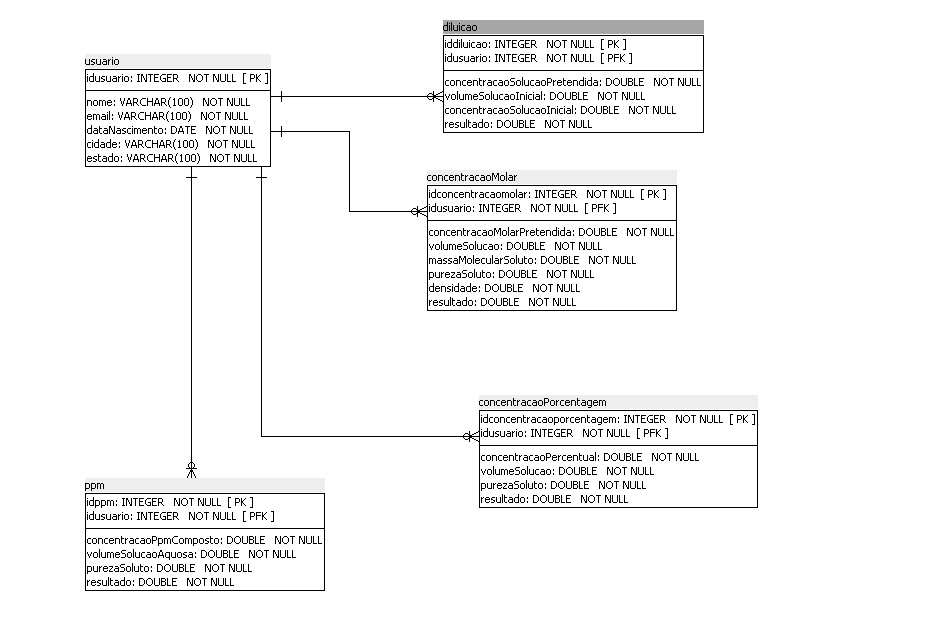 usuario
idusuario: INTEGER NOT NULL [ PK ]
nome: VARCHAR(100) NOT NULL
email: VARCHAR(100) NOT NULL
dataNascimento: DATE NOT NULL
cidade: VARCHAR(100) NOT NULL
estado: VARCHAR(100) NOT NULL
diluicao
iddiluicao: INTEGER NOT NULL [ PK ]
idusuario: INTEGER NOT NULL [ PFK ]
concentracaoSolucaoPretendida: DOUBLE NOT NULL
volumeSolucaoInicial: DOUBLE NOT NULL
concentracaoSolucaoInicial: DOUBLE NOT NULL
resultado: DOUBLE NOT NULL
concentracaoMolar
idconcentracaomolar: INTEGER NOT NULL [ PK ]
idusuario: INTEGER NOT NULL [ PFK ]
concentracaoMolarPretendida: DOUBLE NOT NULL
volumeSolucao: DOUBLE NOT NULL
massaMolecularSoluto: DOUBLE NOT NULL
purezaSoluto: DOUBLE NOT NULL
densidade: DOUBLE NOT NULL
resultado: DOUBLE NOT NULL
concentracaoPorcentagem
idconcentracaoporcentagem: INTEGER NOT NULL [ PK ]
idusuario: INTEGER NOT NULL [ PFK ]
concentracaoPercentual: DOUBLE NOT NULL
volumeSolucao: DOUBLE NOT NULL
purezaSoluto: DOUBLE NOT NULL
resultado: DOUBLE NOT NULL
ppm
idppm: INTEGER NOT NULL [ PK ]
idusuario: INTEGER NOT NULL [ PFK ]
concentracaoPpmComposto: DOUBLE NOT NULL
volumeSolucaoAquosa: DOUBLE NOT NULL
purezaSoluto: DOUBLE NOT NULL
resultado: DOUBLE NOT NULL